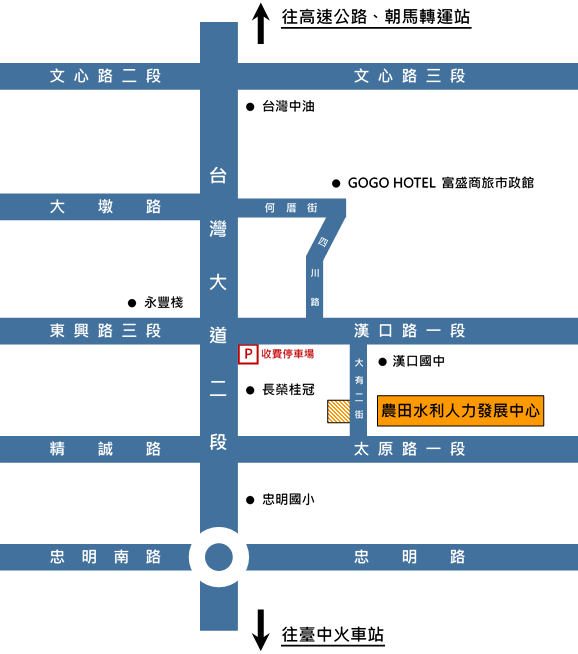 往高速公路、朝馬轉運站
文心路二段
文心路三段
台灣中油
台灣大道二段
GOGO HOTEL 富盛商旅市政館
大墩路
何厝街
四川路
永豐棧
東興路三段
漢口路一段
P 收費停車場
大有二街
漢口國中
長榮桂冠
農田水利人力發展中心
精誠路
太原路一段
忠明國小
忠明南路
忠明路
往臺中火車站